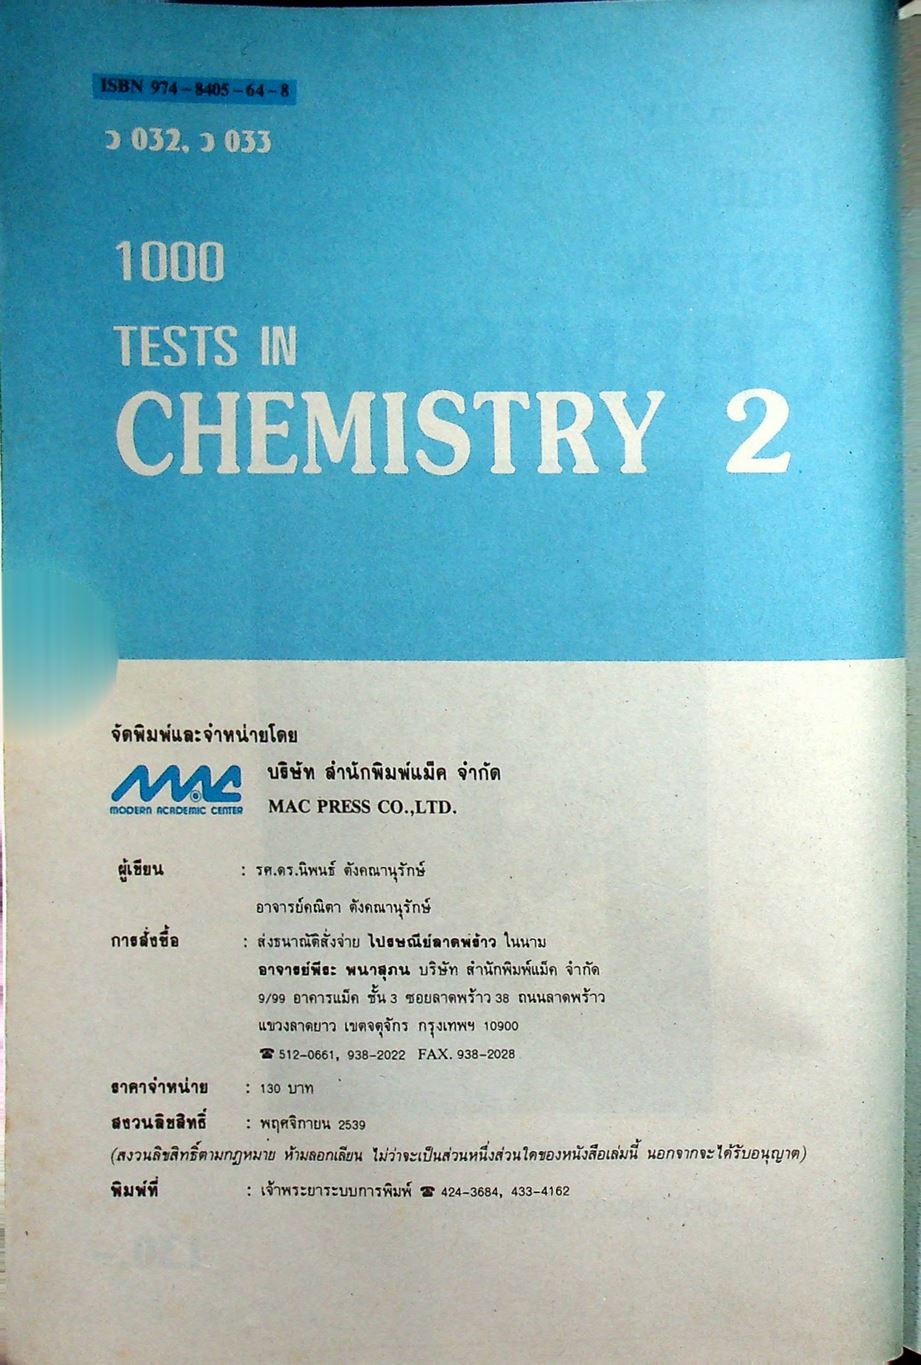 ISBN 974-8405-64-8
ว 032, ว 033
1000
TESTS IN
CHEMISTRY 2
จัดพิมพ์และจำหน่ายโดย
MAC
MODERN ACADEMIC CENTER
บริษัท สำนักพิมพ์แม็ค จำกัด
MAC PRESS CO.,LTD.
ผู้เขียน : รศ.ดร.นิพนธ์ ตังคณานุรักษ์
อาจารย์คณิตา ตังคณานุรักษ์
การสั่งซื้อ : ส่งธนาณัติสั่งจ่าย ไปรษณีย์ลาดพร้าว ในนาม
อาจารย์พีระ พนาสุภน บริษัท สำนักพิมพ์แม็ค จำกัด
9/99 อาคารแม็ค ชั้น 3 ซอยลาดพร้าว 38 ถนนลาดพร้าว
แขวงลาดยาว เขตจตุจักร กรุงเทพฯ 10900
☎ 512-0661, 938-2022 FAX. 938-2028
ราคาจำหน่าย : 130 บาท
สงวนลิขสิทธิ์ : พฤศจิกายน 2539
(สงวนลิขสิทธิ์ตามกฎหมาย ห้ามลอกเลียน ไม่ว่าจะเป็นส่วนหนึ่งส่วนใดของหนังสือเล่มนี้ นอกจากจะได้รับอนุญาต)
พิมพ์ที่ : เจ้าพระยาระบบการพิมพ์ ☎ 424-3684, 433-4162